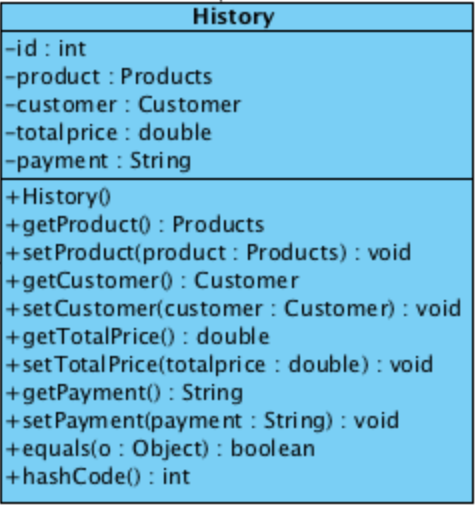 History
-id : int
-product : Products
-customer : Customer
-totalprice : double
-payment : String
+History()
+getProduct() : Products
+setProduct(product : Products) : void
+getCustomer() : Customer
+setCustomer(customer : Customer) : void
+getTotalPrice() : double
+setTotalPrice(totalprice : double) : void
+getPayment() : String
+setPayment(payment : String) : void
+equals(o : Object) : boolean
+hashCode() : int